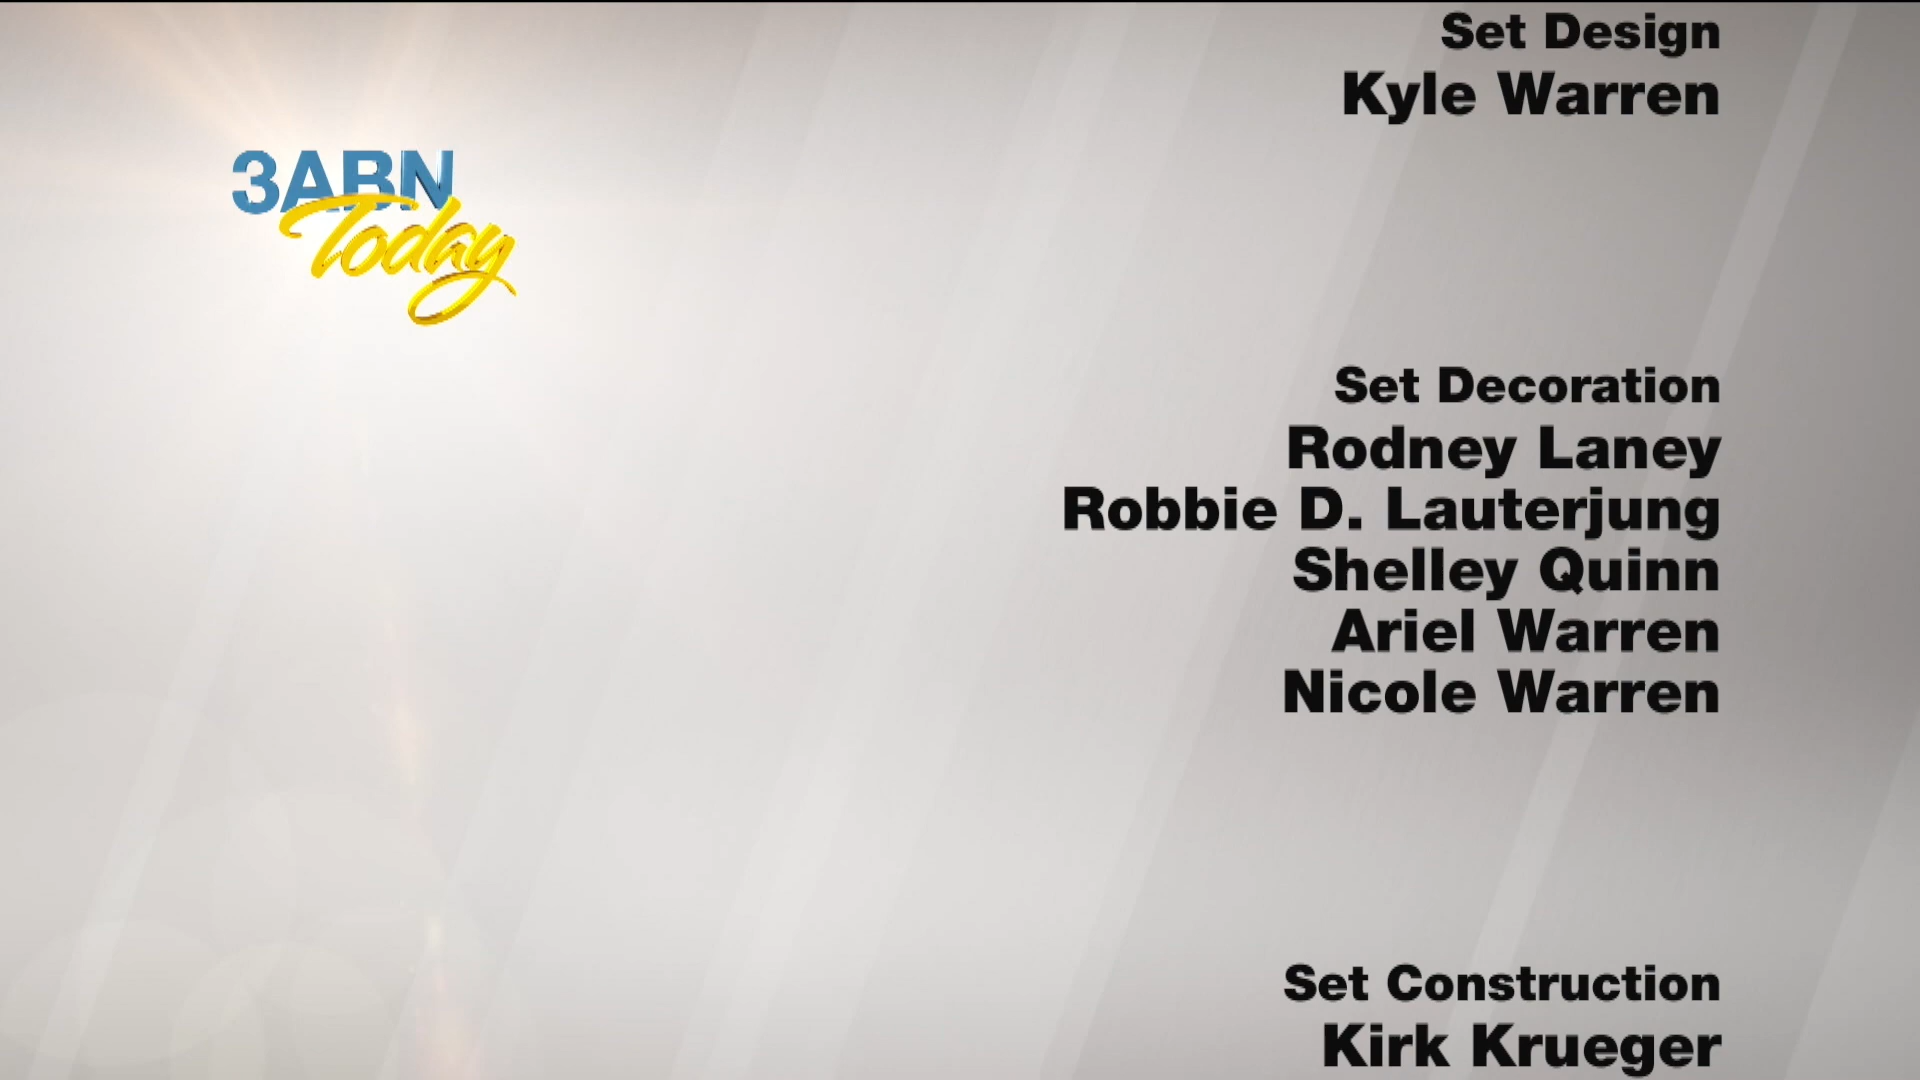 Set Design
Kyle Warren
3ABN
Today
Set Decoration
Rodney Laney
Robbie D. Lauterjung
Shelley Quinn
Ariel Warren
Nicole Warren
Set Construction
Kirk Krueger